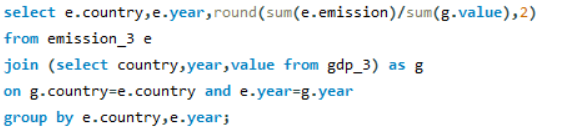 select e.country,e.year,round(sum(e.emission)/sum(g.value),2)
from emission_3 e
join (select country,year,value from gdp_3) as g
on g.country=e.country and e.year=g.year
group by e.country,e.year;